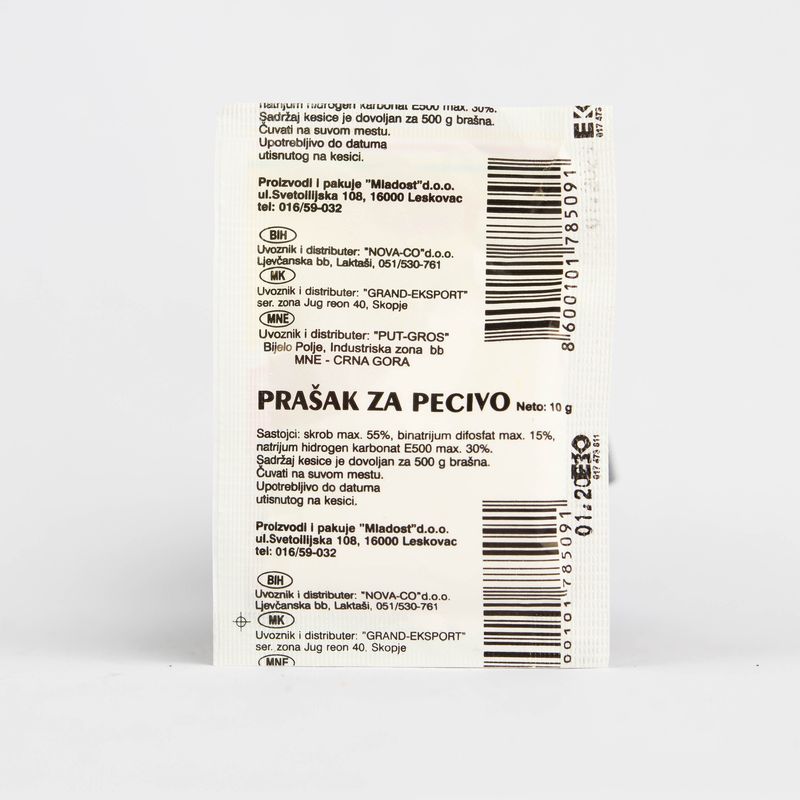 natrijum hidrogen karbonat E500 max. 30%.
Sadržaj kesice je dovoljan za 500 g brašna.
Čuvati na suvom mestu.
Upotrebljivo do datuma
utisnutog na kesici.
Proizvodi i pakuje "Mladost"d.o.o.
ul.Svetoilijska 108, 16000 Leskovac
tel: 016/59-032
BIH
Uvoznik i distributer: "NOVA-CO"d.o.o.
Ljevčanska bb, Laktaši, 051/530-761
MK
Uvoznik i distributer: "GRAND-EKSPORT"
ser. zona Jug reon 40, Skopje
MNE
Uvoznik i distributer: "PUT-GROS"
Bijelo Polje, Industriska zona bb
MNE - CRNA GORA
8 600101 785091
PRAŠAK ZA PECIVO Neto: 10 g
Sastojci: skrob max. 55%, binatrijum difosfat max. 15%,
natrijum hidrogen karbonat E500 max. 30%.
Sadržaj kesice je dovoljan za 500 g brašna.
Čuvati na suvom mestu.
Upotrebljivo do datuma
utisnutog na kesici.
Proizvodi i pakuje "Mladost"d.o.o.
ul.Svetoilijska 108, 16000 Leskovac
tel: 016/59-032
BIH
Uvoznik i distributer: "NOVA-CO"d.o.o.
Ljevčanska bb, Laktaši, 051/530-761
MK
Uvoznik i distributer: "GRAND-EKSPORT"
ser. zona Jug reon 40. Skopje
MNE
00101 785091